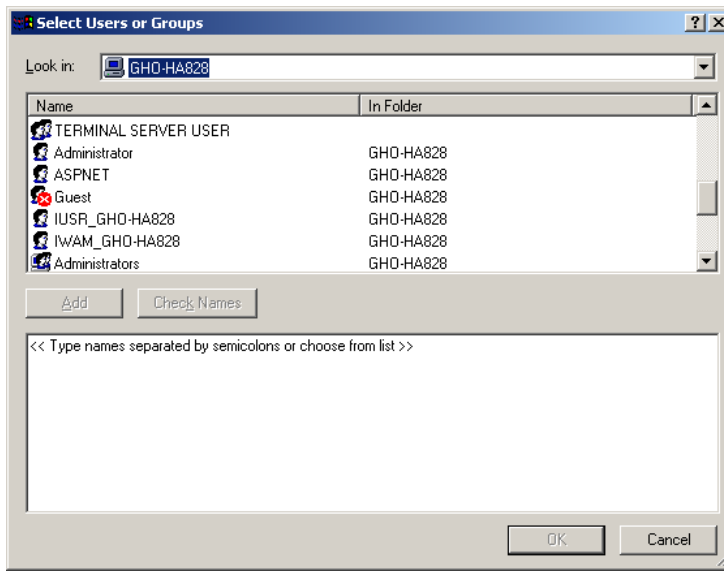 Select Users or Groups
Look in: GHO-HA828
Name In Folder
TERMINAL SERVER USER
Administrator GHO-HA828
ASPNET GHO-HA828
Guest GHO-HA828
IUSR_GHO-HA828 GHO-HA828
IWAM_GHO-HA828 GHO-HA828
Administrators GHO-HA828
Add Check Names
<< Type names separated by semicolons or choose from list >>
OK Cancel